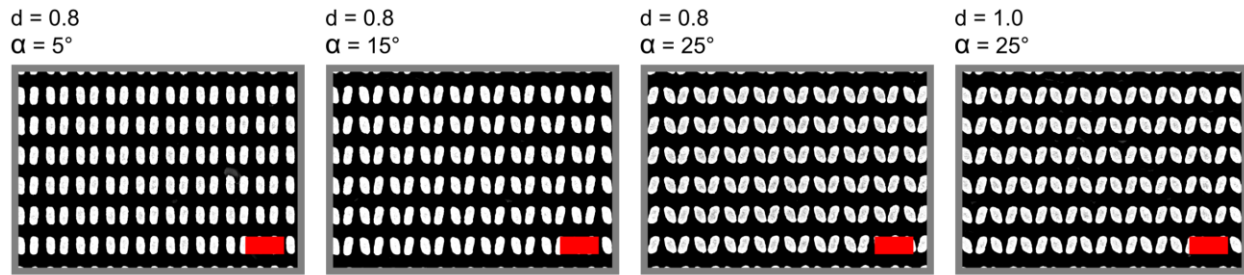 d = 0.8
α = 5°
d = 0.8
α = 15°
d = 0.8
α = 25°
d = 1.0
α = 25°